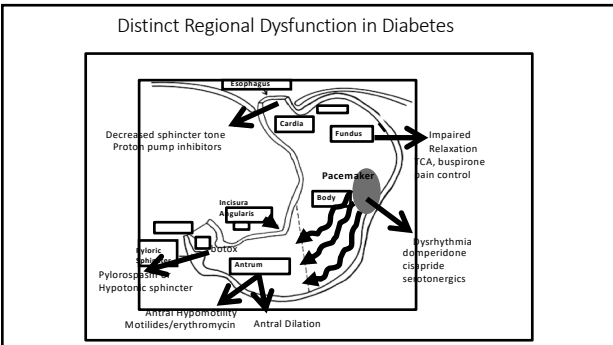 Distinct Regional Dysfunction in Diabetes
Esophagus
Cardia
Fundus
Decreased sphincter tone
Proton pump inhibitors
Impaired
Relaxation
TCA, buspirone
pain control
Pacemaker
Body
Incisura
Angularis
Dysrhythmia
domperidone
cisapride
serotonergics
botox
Pyloric
Sphincter
Antrum
Pylorospasm or
Hypotonic sphincter
Antral Hypomotility
Motilides/erythromycin
Antral Dilation